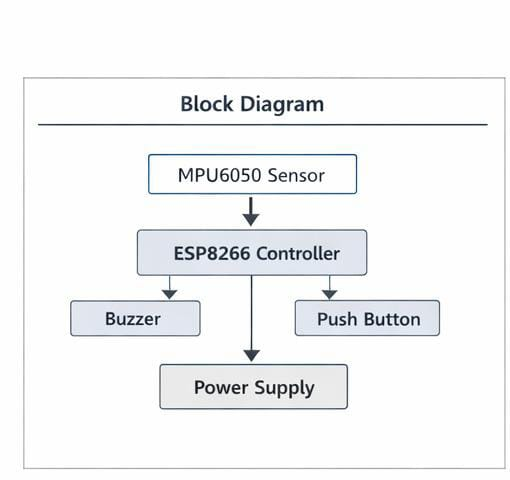 Block Diagram
MPU6050 Sensor
ESP8266 Controller
Buzzer
Push Button
Power Supply